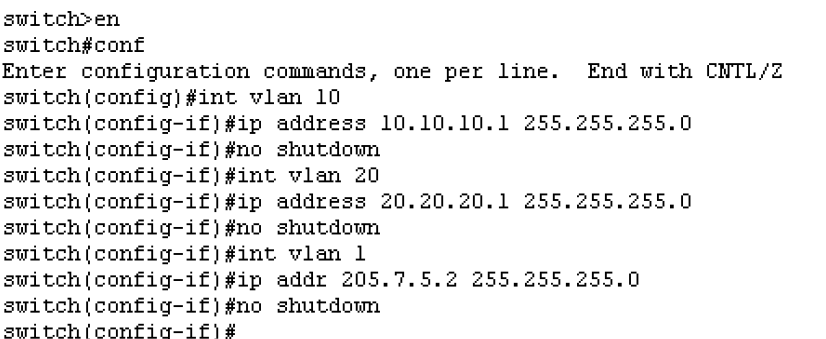 switch>en
switch#conf
Enter configuration commands, one per line.  End with CNTL/Z
switch(config)#int vlan 10
switch(config-if)#ip address 10.10.10.1 255.255.255.0
switch(config-if)#no shutdown
switch(config-if)#int vlan 20
switch(config-if)#ip address 20.20.20.1 255.255.255.0
switch(config-if)#no shutdown
switch(config-if)#int vlan 1
switch(config-if)#ip addr 205.7.5.2 255.255.255.0
switch(config-if)#no shutdown
switch(config-if)#